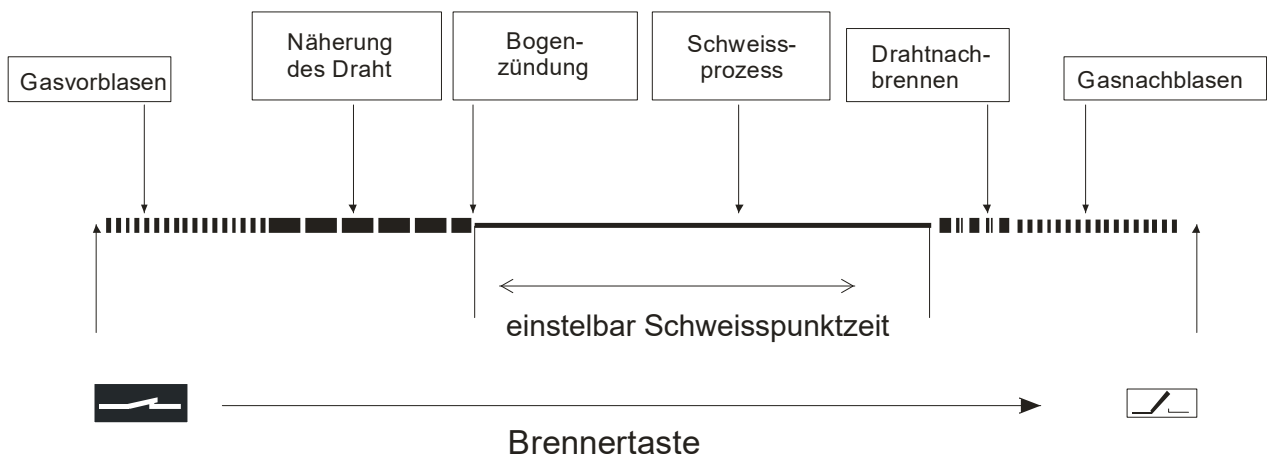 Gasvorblasen
Näherung
des Draht
Bogen-
zündung
Schweiss-
prozess
Drahtnach-
brennen
Gasnachblasen
einstelbar Schweisspunktzeit
Brennertaste